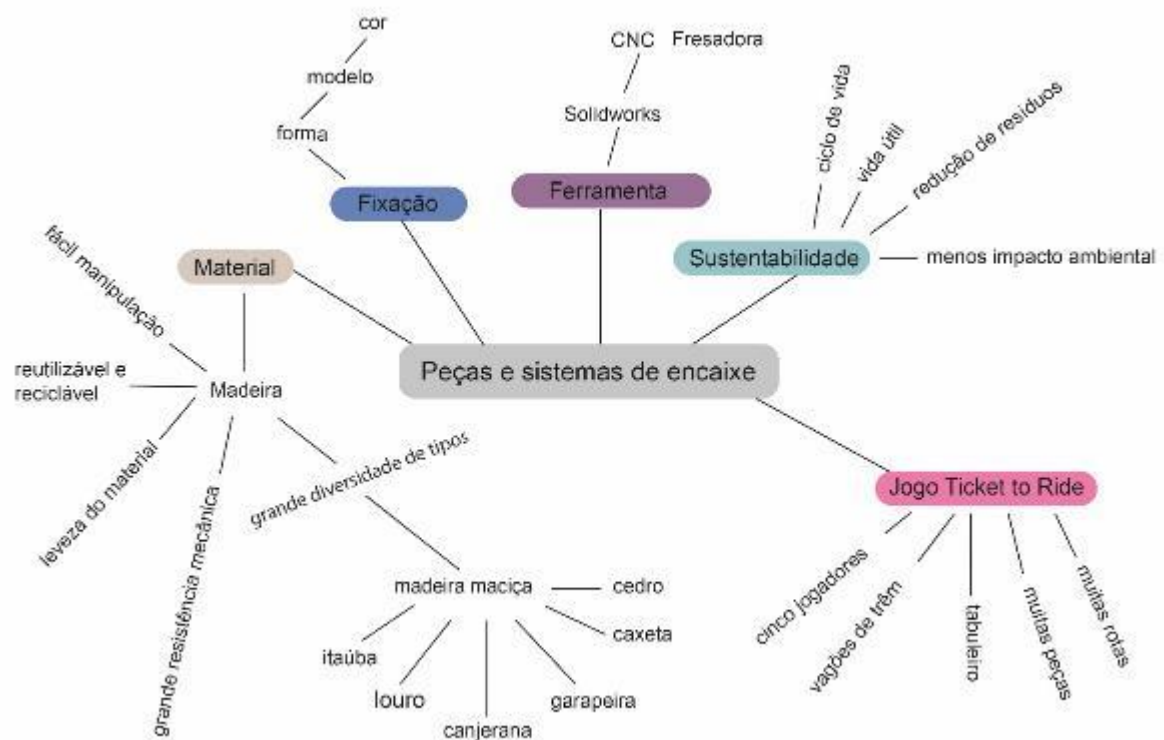 cor
modelo
forma
Fixação
CNC Fresadora
Solidworks
Ferramenta
ciclo de vida
vida útil
redução de resíduos
menos impacto ambiental
Sustentabilidade
Material
fácil manipulação
reutilizável e
reciclável
Madeira
leveza do material
grande resistência mecânica
grande diversidade de tipos
Peças e sistemas de encaixe
madeira maciça
cedro
caxeta
garapeira
canjerana
louro
itaúba
Jogo Ticket to Ride
cinco jogadores
vagões de trêm
tabuleiro
muitas peças
muitas rotas